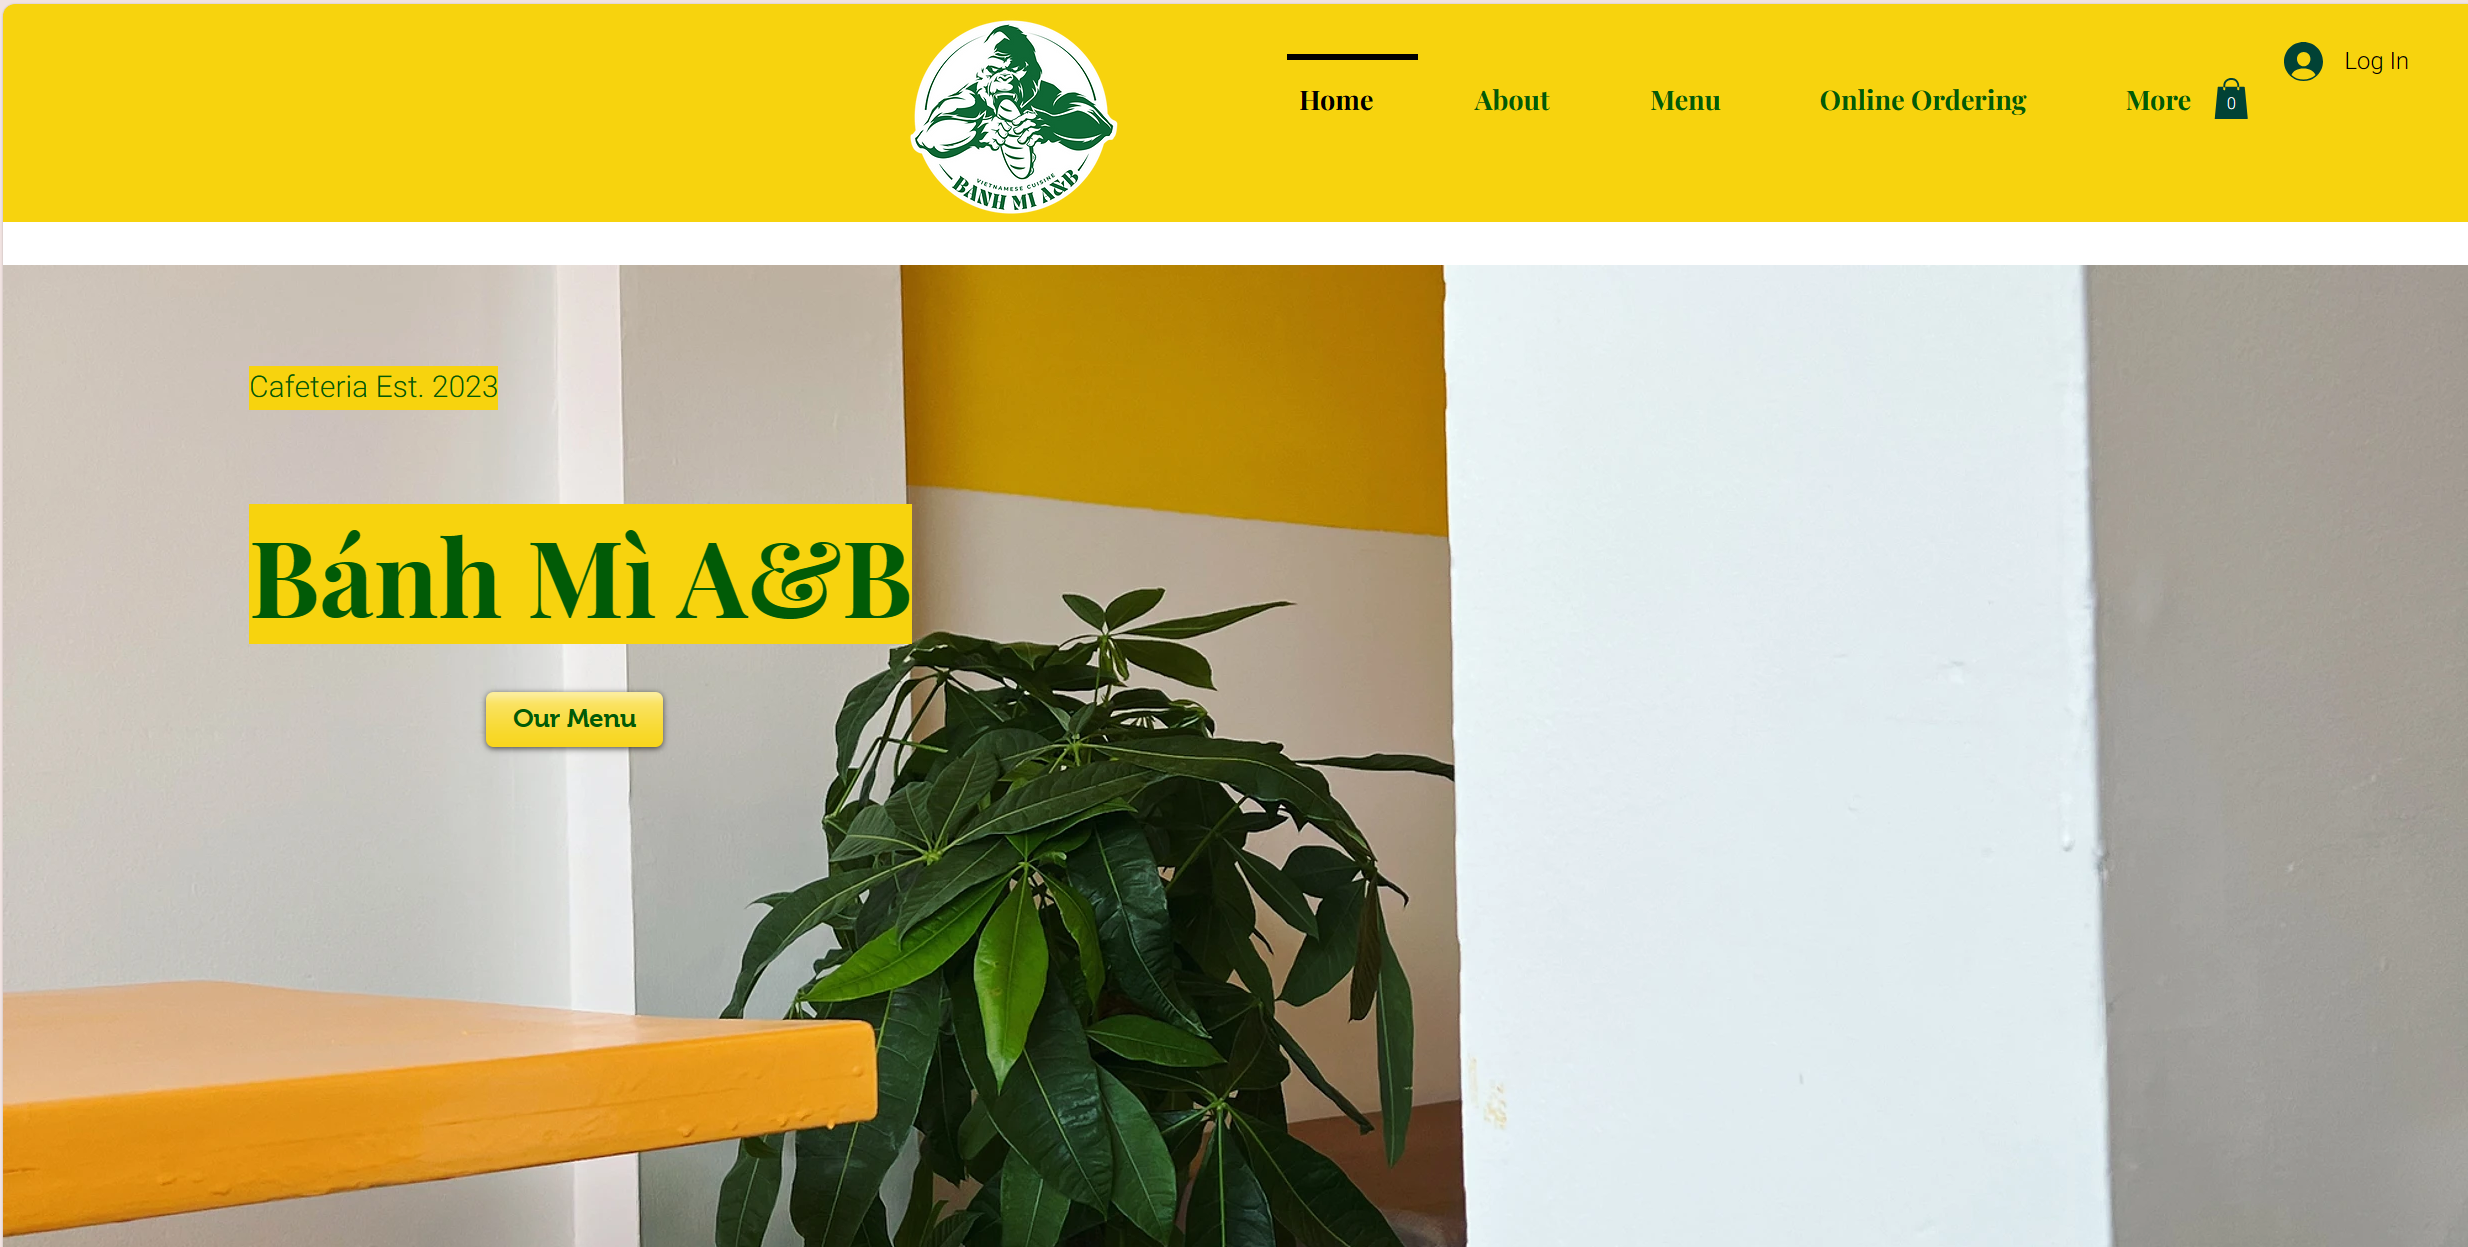 VIETNAMESE CUISINE
BANH MI A&B
Home
About
Menu
Online Ordering
More
0
Log In
Cafeteria Est. 2023
Bánh Mì A&B
Our Menu